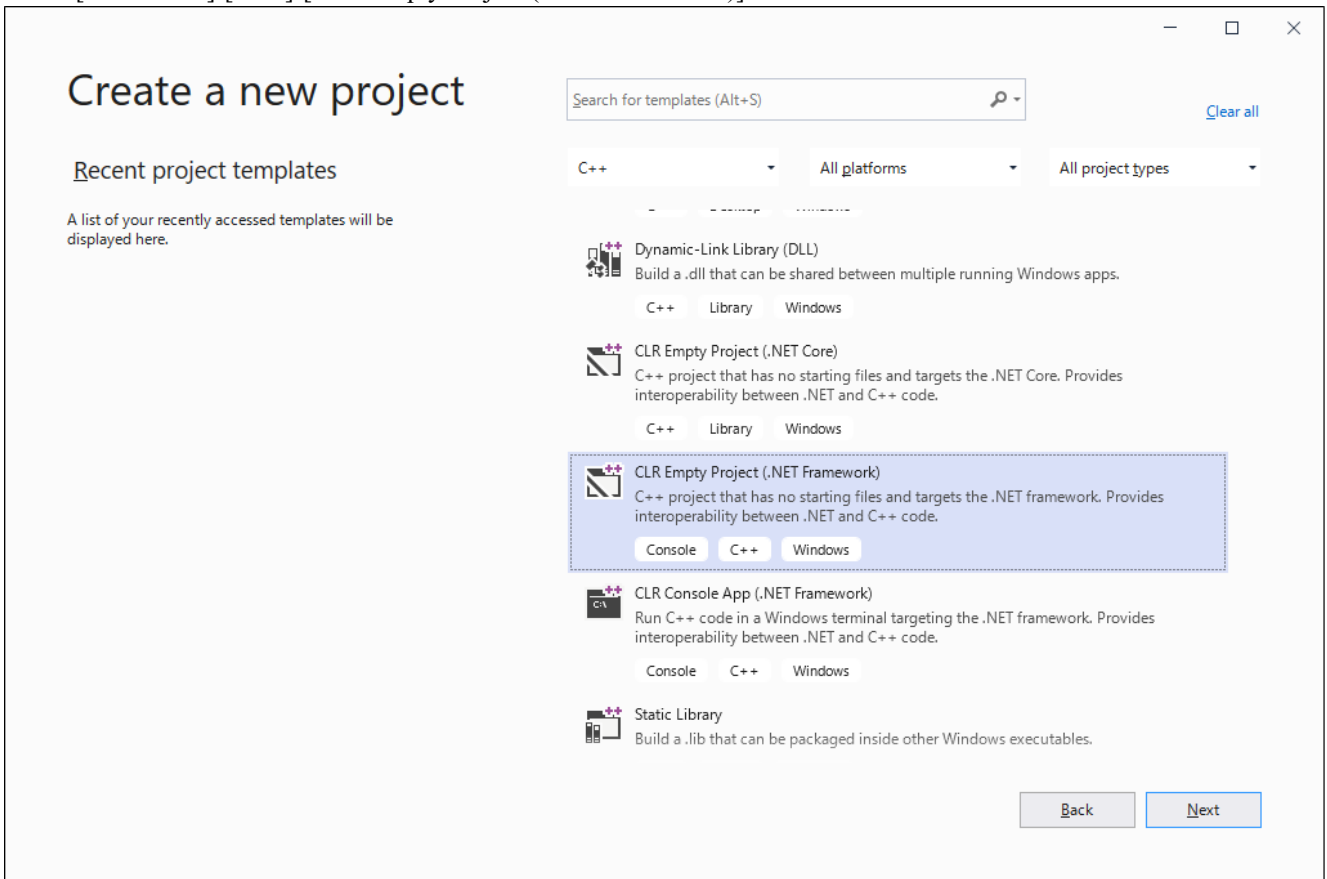 Create a new project
Search for templates (Alt+S)
Clear all
Recent project templates
C++
All platforms
All project types
A list of your recently accessed templates will be
displayed here.
Dynamic-Link Library (DLL)
Build a .dll that can be shared between multiple running Windows apps.
C++ Library Windows
CLR Empty Project (.NET Core)
C++ project that has no starting files and targets the .NET Core. Provides
interoperability between .NET and C++ code.
C++ Library Windows
CLR Empty Project (.NET Framework)
C++ project that has no starting files and targets the .NET framework. Provides
interoperability between .NET and C++ code.
Console C++ Windows
CLR Console App (.NET Framework)
Run C++ code in a Windows terminal targeting the .NET framework. Provides
interoperability between .NET and C++ code.
Console C++ Windows
Static Library
Build a .lib that can be packaged inside other Windows executables.
Back Next